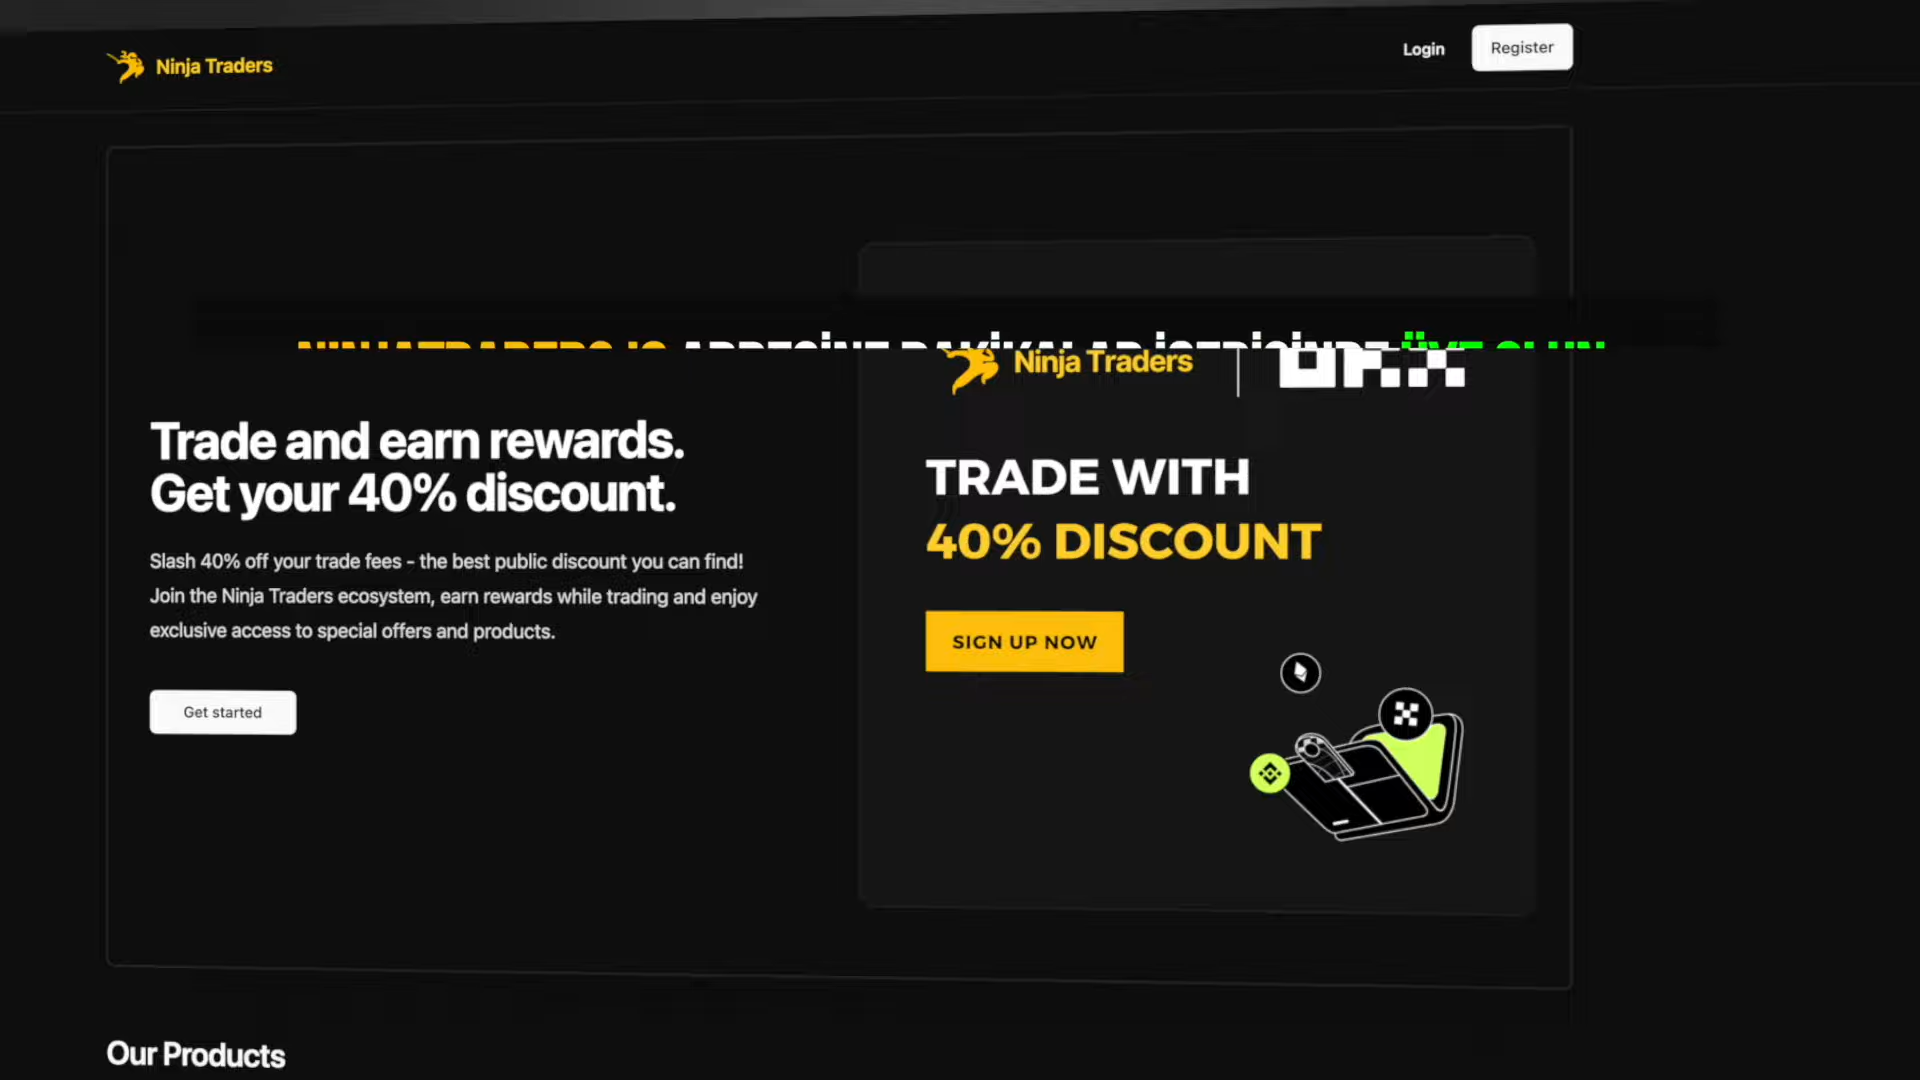 Ninja Traders
Login
Register
Ninja Traders
Trade and earn rewards.
Get your 40% discount.
Slash 40% off your trade fees - the best public discount you can find!
Join the Ninja Traders ecosystem, earn rewards while trading and enjoy
exclusive access to special offers and products.
Get started
TRADE WITH
40% DISCOUNT
SIGN UP NOW
Our Products